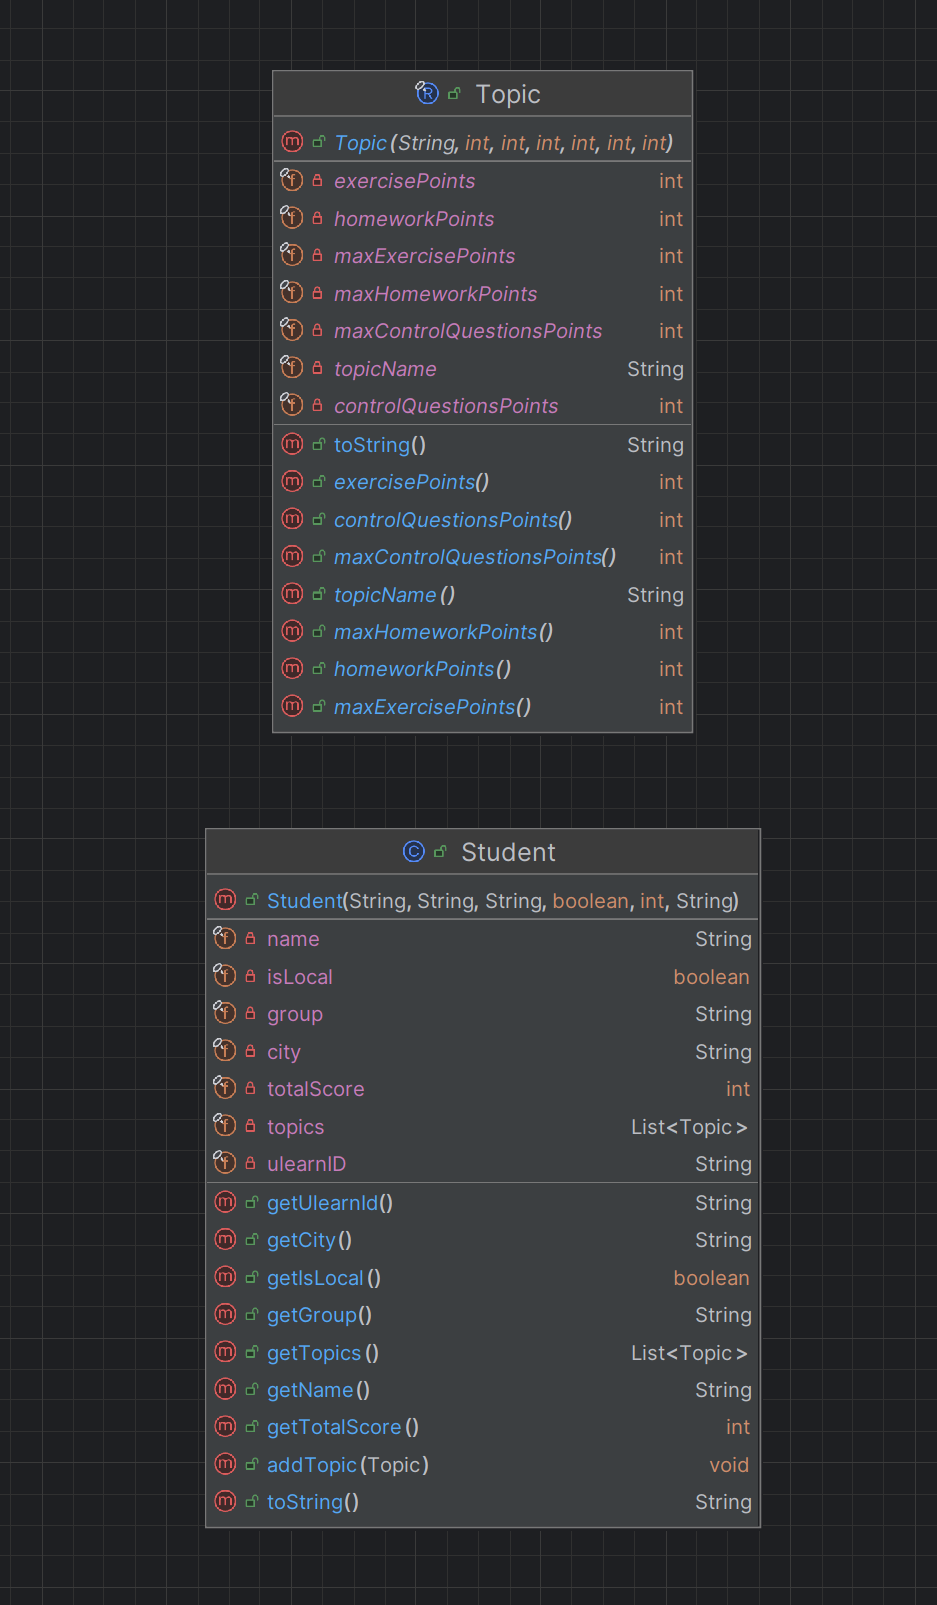 Topic
Topic(String, int, int, int, int, int, int)
exercisePoints int
homeworkPoints int
maxExercisePoints int
maxHomeworkPoints int
maxControlQuestionsPoints int
topicName String
controlQuestionsPoints int
toString() String
exercisePoints() int
controlQuestionsPoints() int
maxControlQuestionsPoints() int
topicName() String
maxHomeworkPoints() int
homeworkPoints() int
maxExercisePoints() int
Student
Student(String, String, String, boolean, int, String)
name String
isLocal boolean
group String
city String
totalScore int
topics List<Topic>
ulearnID String
getUlearnId() String
getCity() String
getIsLocal() boolean
getGroup() String
getTopics() List<Topic>
getName() String
getTotalScore() int
addTopic(Topic) void
toString() String